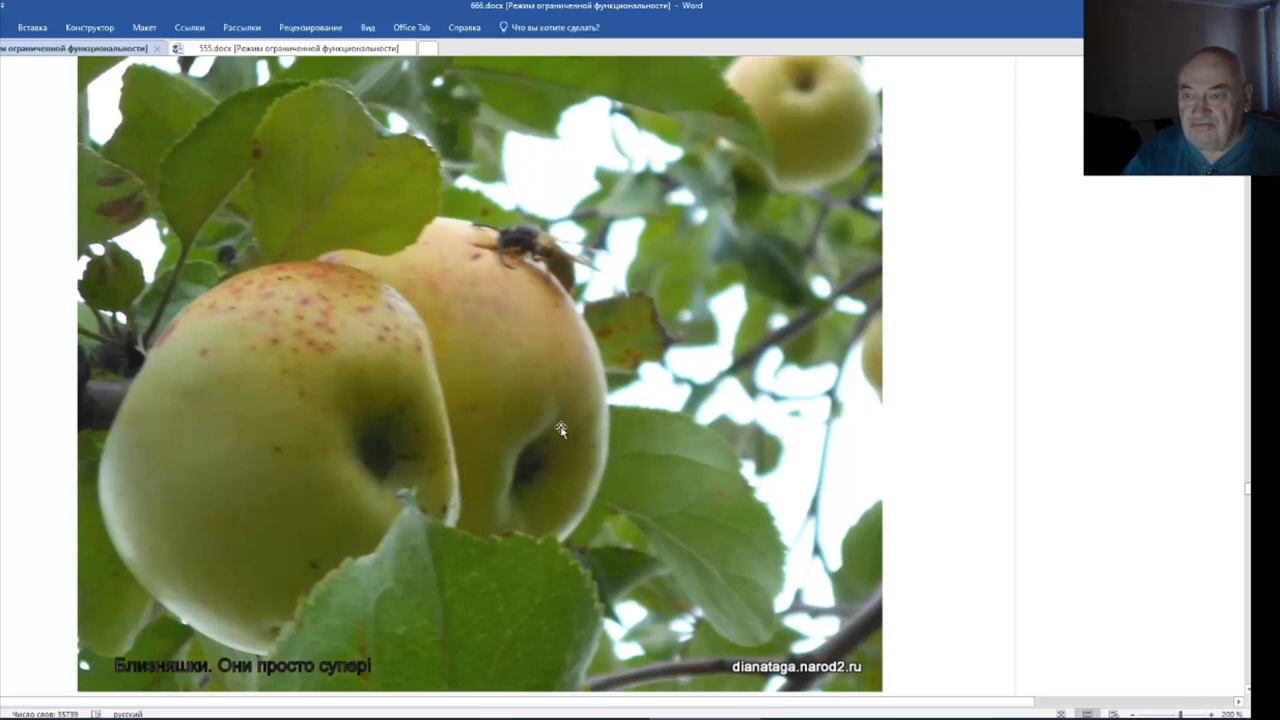 666.docx [Режим ограниченной функциональности] - Word
Вставка Конструктор Макет Ссылки Рассылки Рецензирование Вид Office Tab Справка Что вы хотите сделать?
м ограниченной функциональности] 555.docx [Режим ограниченной функциональности]
Близняшки. Они просто супер!
dianataga.narod2.ru
Число слов: 35739 русский 200 %